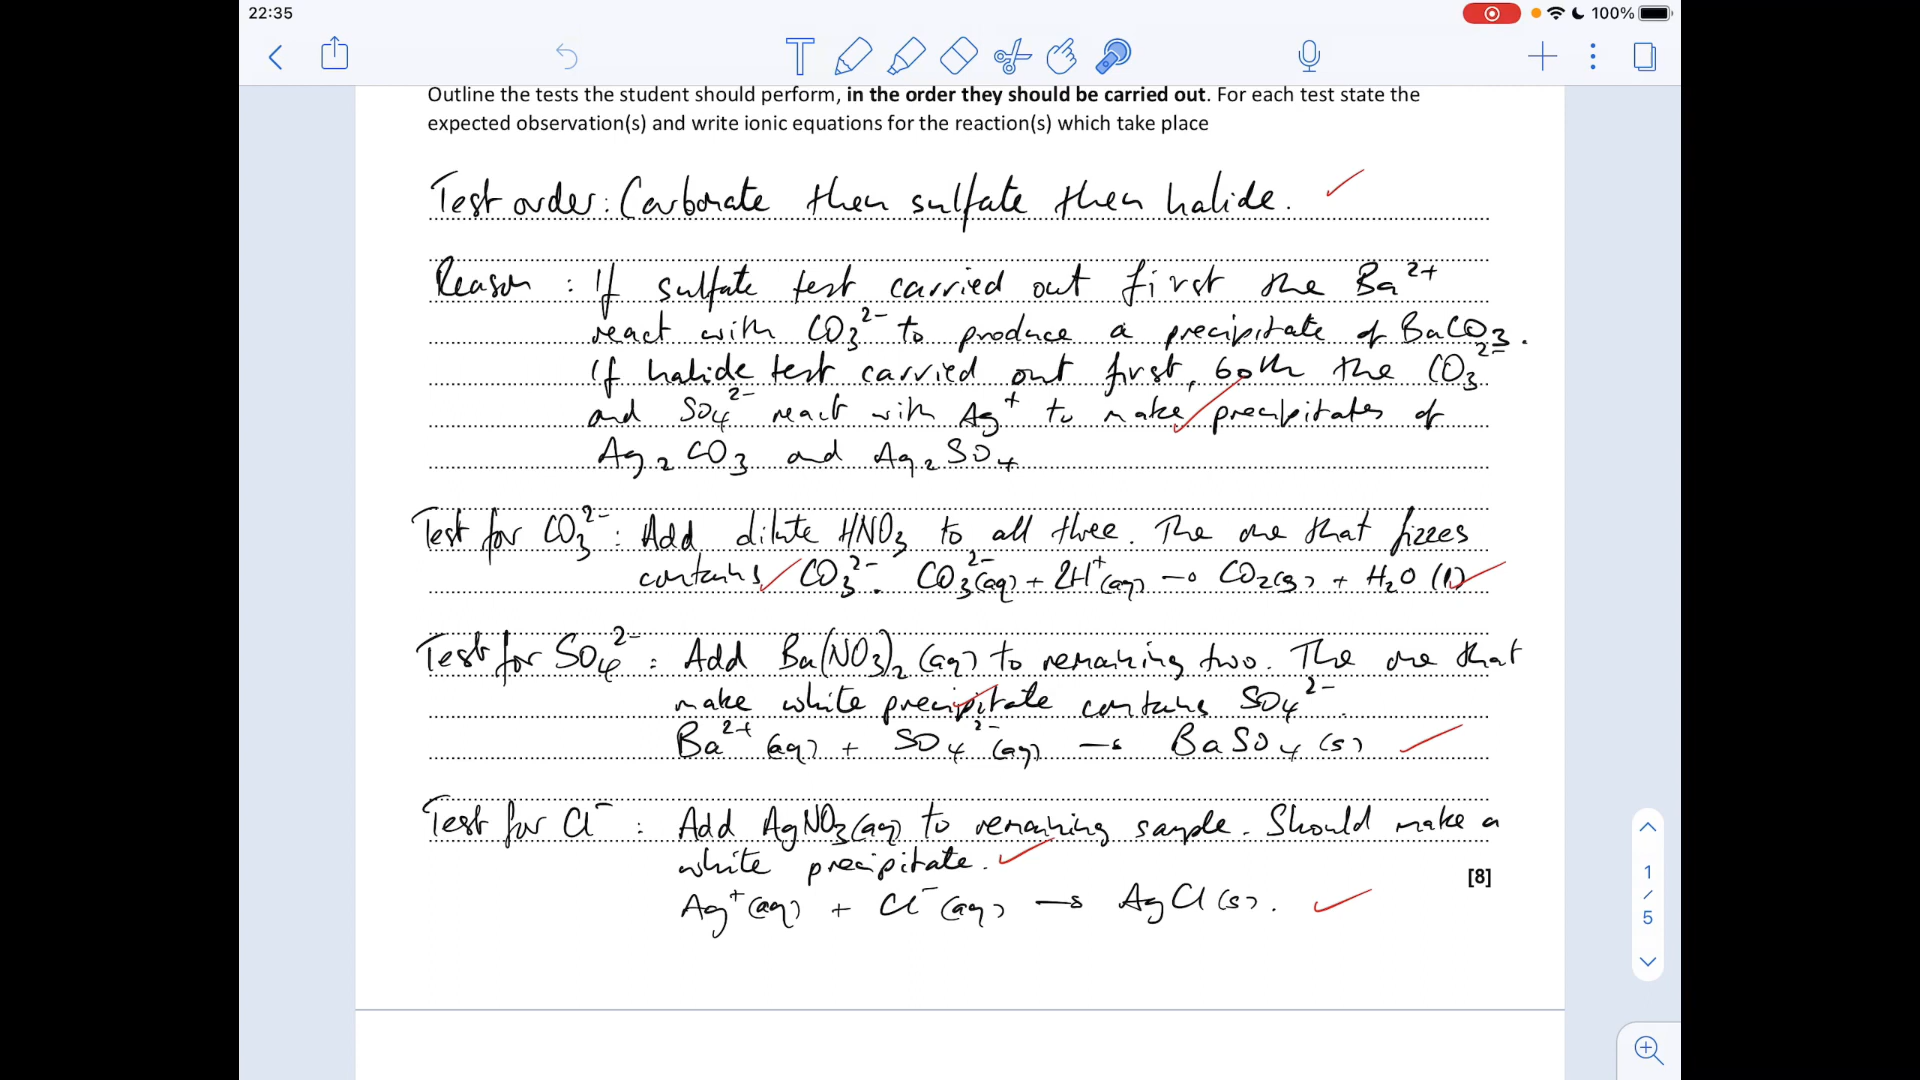 22:35
100%
Outline the tests the student should perform, in the order they should be carried out. For each test state the
expected observation(s) and write ionic equations for the reaction(s) which take place
Test order: Carbonate then sulfate then halide.
Reason : If sulfate test carried out first the Ba²⁺
react with CO₃²⁻ to produce a precipitate of BaCO₃.
If halide test carried out first, both the CO₃²⁻
and SO₄²⁻ react with Ag⁺ to make precipitates of
Ag₂CO₃ and Ag₂SO₄
Test for CO₃²⁻ : Add dilute HNO₃ to all three. The one that fizzes
contains CO₃²⁻. CO₃²⁻(aq) + 2H⁺(aq) → CO₂(g) + H₂O (l)
Test for SO₄²⁻ : Add Ba(NO₃)₂ (aq) to remaining two. The one that
make white precipitate contains SO₄²⁻.
Ba²⁺ (aq) + SO₄²⁻(aq) → BaSO₄ (s)
Test for Cl⁻ : Add AgNO₃(aq) to remaining sample. Should make a
white precipitate.
[8]
Ag⁺(aq) + Cl⁻(aq) → AgCl(s).
1
/
5